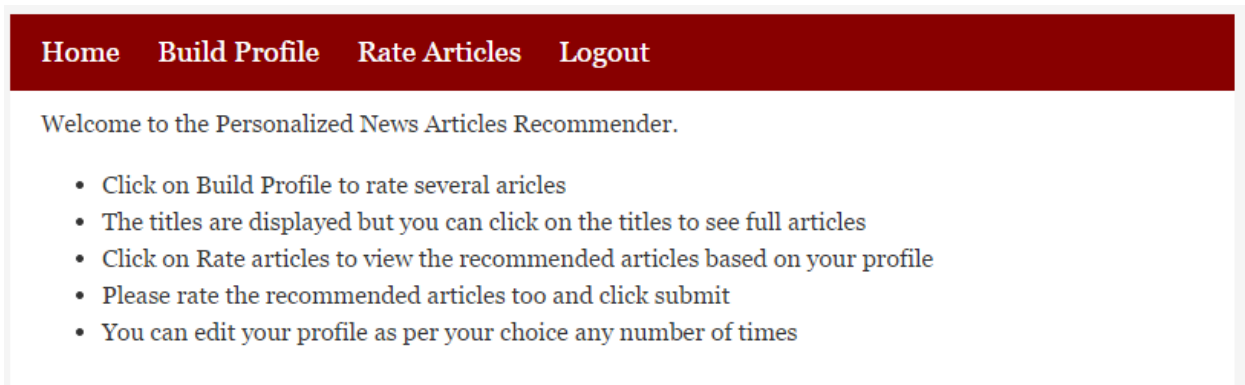 Home Build Profile Rate Articles Logout
Welcome to the Personalized News Articles Recommender.
• Click on Build Profile to rate several aricles
• The titles are displayed but you can click on the titles to see full articles
• Click on Rate articles to view the recommended articles based on your profile
• Please rate the recommended articles too and click submit
• You can edit your profile as per your choice any number of times